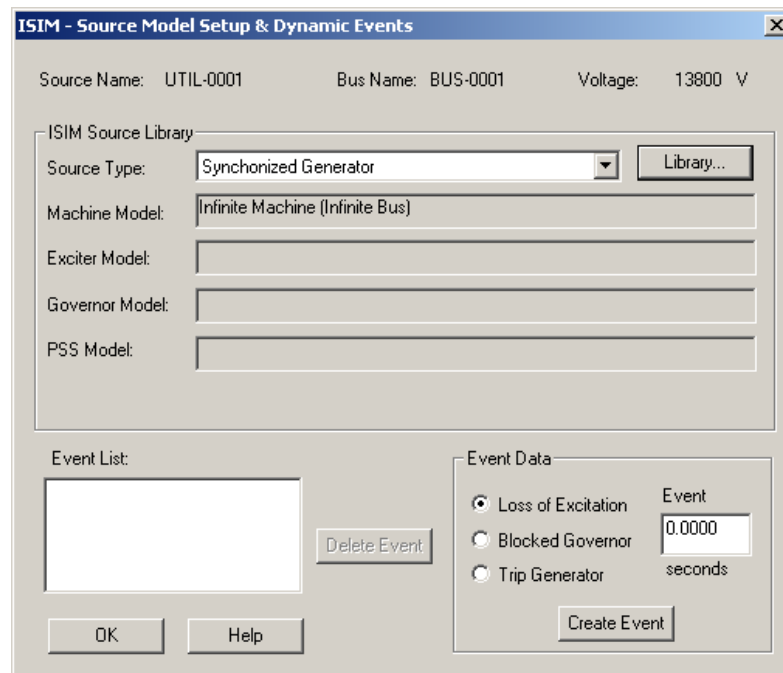 ISIM - Source Model Setup & Dynamic Events
Source Name: UTIL-0001 Bus Name: BUS-0001 Voltage: 13800 V
ISIM Source Library
Source Type: Synchonized Generator Library...
Machine Model: Infinite Machine (Infinite Bus)
Exciter Model:
Governor Model:
PSS Model:
Event List:
Delete Event
OK Help
Event Data
Loss of Excitation
Blocked Governor
Trip Generator
Event
0.0000
seconds
Create Event